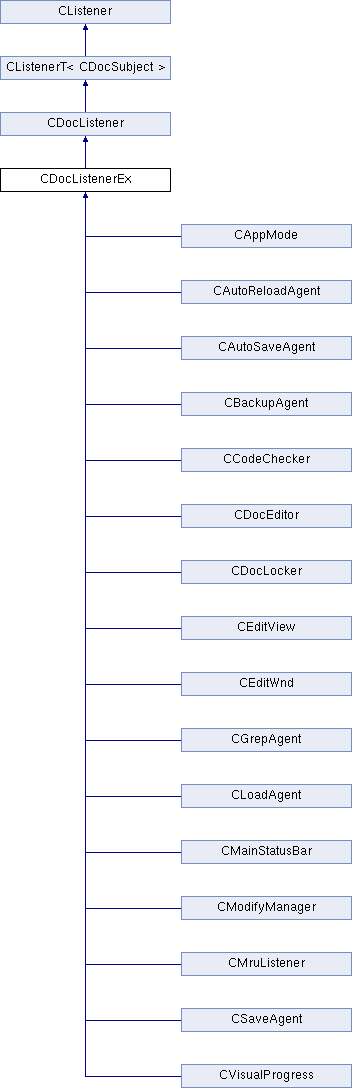 CListener
CListenerT< CDocSubject >
CDocListener
CDocListenerEx
CAppMode
CAutoReloadAgent
CAutoSaveAgent
CBackupAgent
CCodeChecker
CDocEditor
CDocLocker
CEditView
CEditWnd
CGrepAgent
CLoadAgent
CMainStatusBar
CModifyManager
CMruListener
CSaveAgent
CVisualProgress